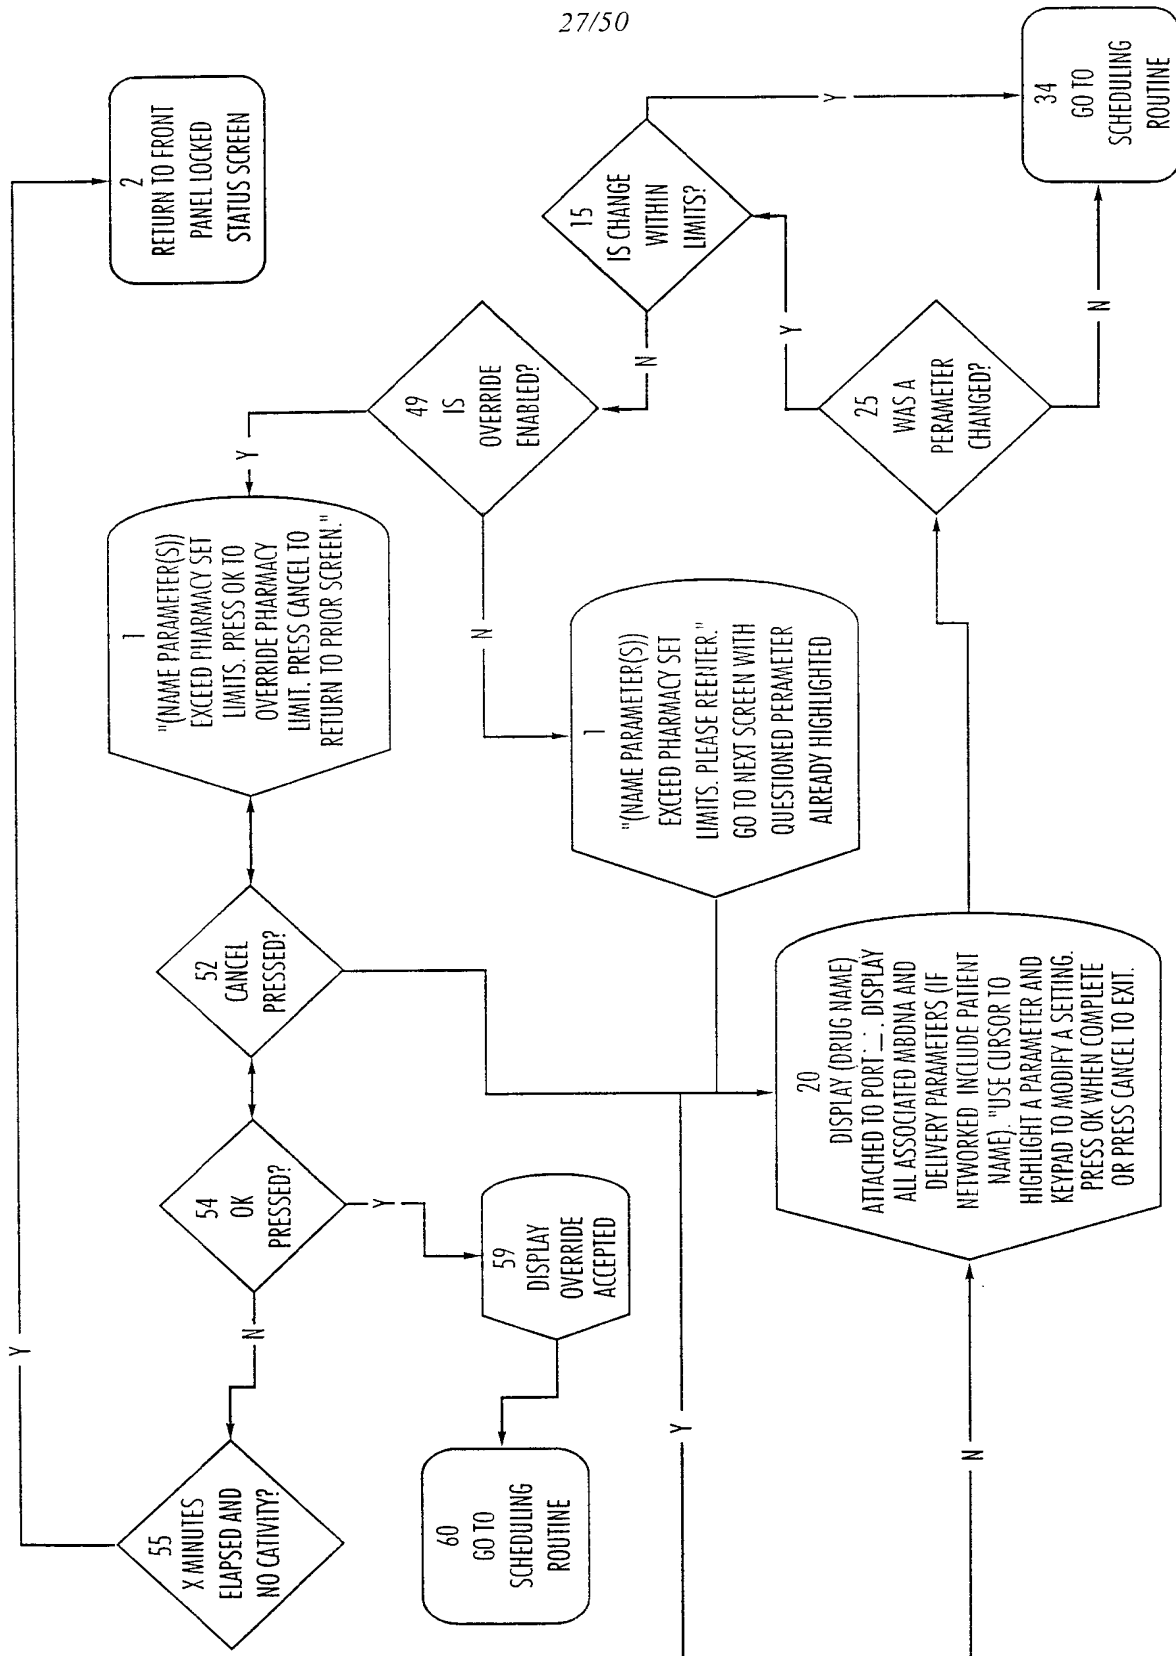 27/50
2
RETURN TO FRONT
PANEL LOCKED
STATUS SCREEN
Y
34
GO TO
SCHEDULING
ROUTINE
Y
15
IS CHANGE
WITHIN
LIMITS?
N
Y
N
49
IS
OVERRIDE
ENABLED?
25
WAS A
PERAMETER
CHANGED?
Y
N
1
"(NAME PARAMETER(S))
EXCEED PHARMACY SET
LIMITS. PRESS OK TO
OVERRIDE PHARMACY
LIMIT. PRESS CANCEL TO
RETURN TO PRIOR SCREEN."
1
"(NAME PARAMETER(S))
EXCEED PHARMACY SET
LIMITS. PLEASE REENTER."
GO TO NEXT SCREEN WITH
QUESTIONED PERAMETER
ALREADY HIGHLIGHTED
52
CANCEL
PRESSED?
20
DISPLAY (DRUG NAME)
ATTACHED TO PORT _. DISPLAY
ALL ASSOCIATED MBDNA AND
DELIVERY PARAMETERS (IF
NETWORKED INCLUDE PATIENT
NAME). "USE CURSOR TO
HIGHLIGHT A PARAMETER AND
KEYPAD TO MODIFY A SETTING.
PRESS OK WHEN COMPLETE
OR PRESS CANCEL TO EXIT.
54
OK
PRESSED?
Y
N
59
DISPLAY
OVERRIDE
ACCEPTED
55
X MINUTES
ELAPSED AND
NO CATIVITY?
60
GO TO
SCHEDULING
ROUTINE
Y
N